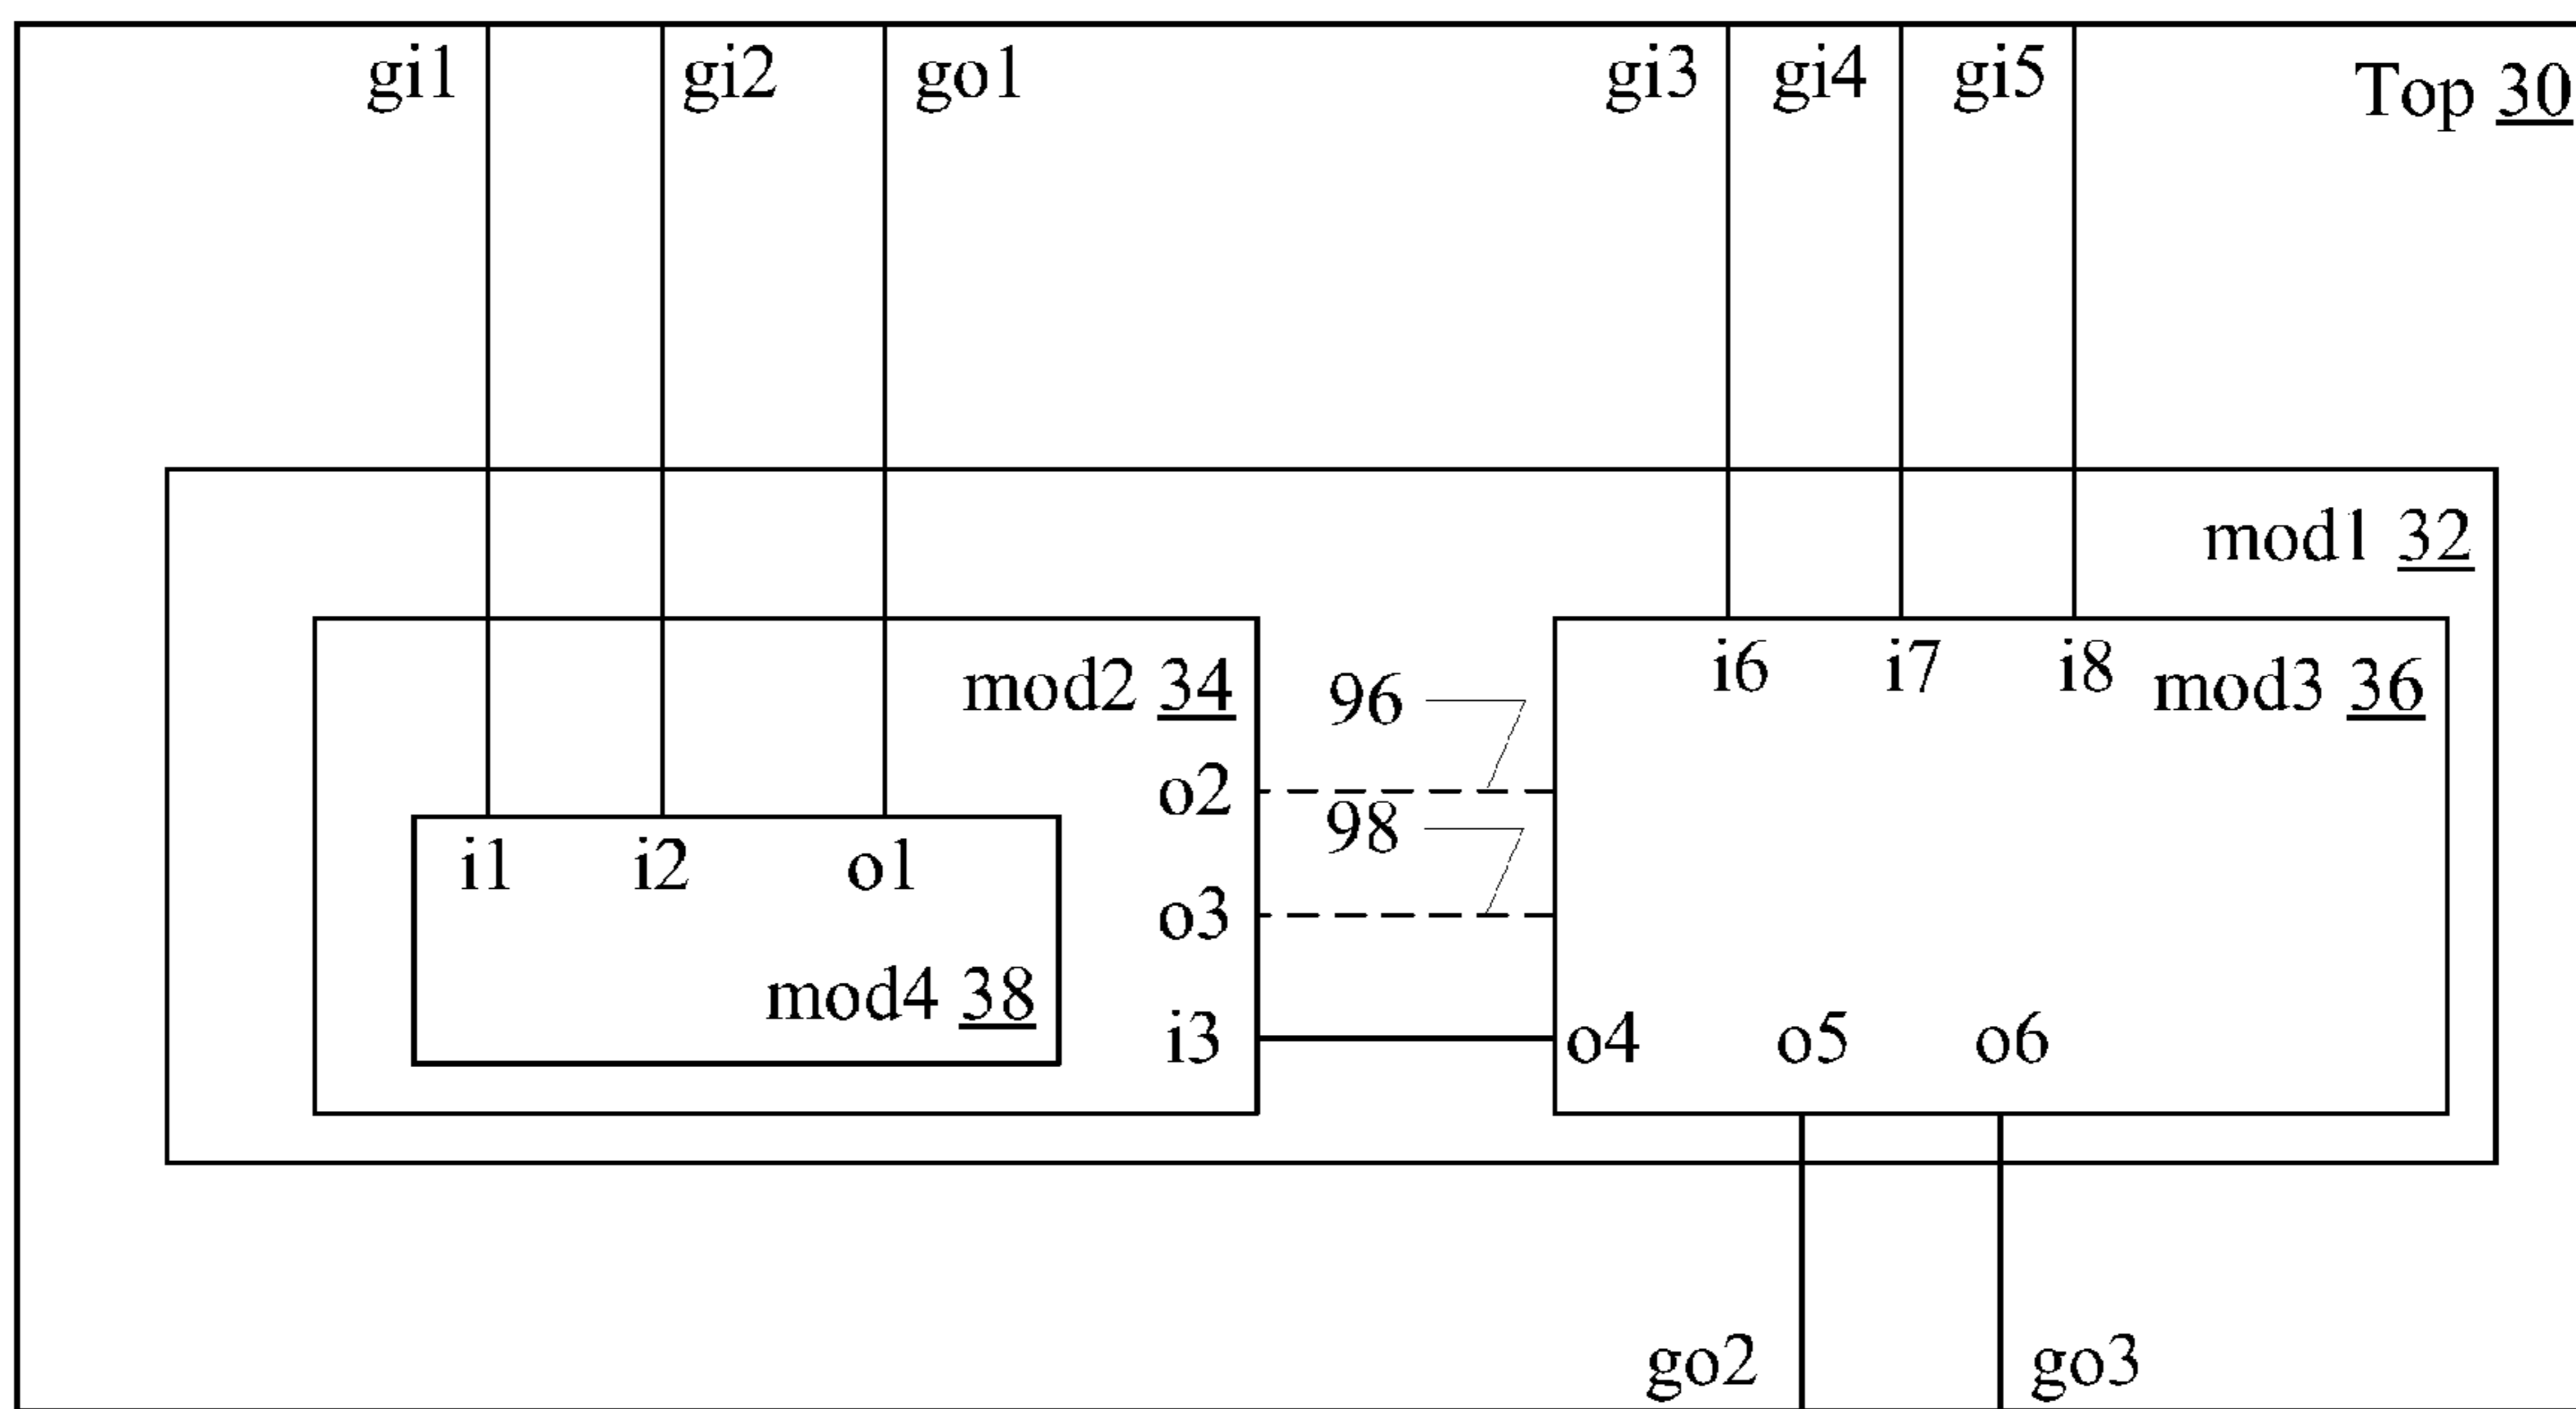 gi1 gi2 go1 gi3 gi4 gi5 Top 30
mod1 32
i6 i7 i8
mod2 34 96 mod3 36
o2
98
i1 i2 o1
o3
mod4 38
i3 o4 o5 o6
go2 go3